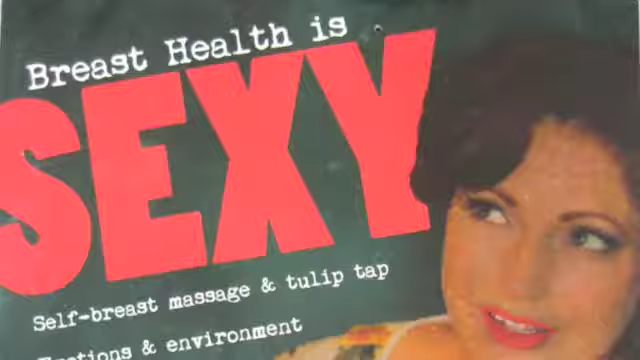 Breast Health is
SEXY
Self-breast massage & tulip tap
& environment